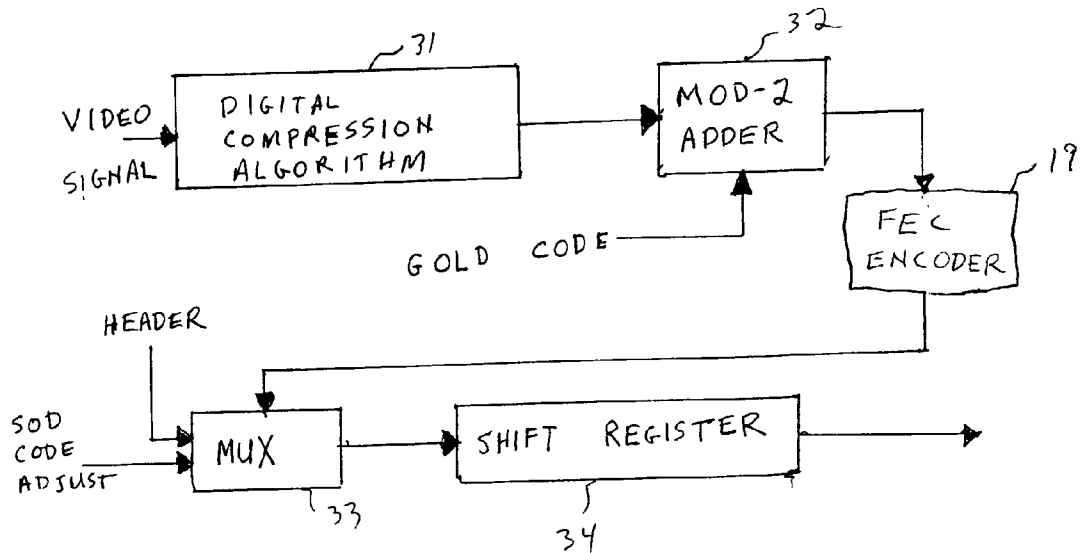 31
32
VIDEO
SIGNAL
DIGITAL
COMPRESSION
ALGORITHM
MOD-2
ADDER
19
GOLD CODE
FEC
ENCODER
HEADER
SOD
CODE
ADJUST
MUX
SHIFT REGISTER
33
34